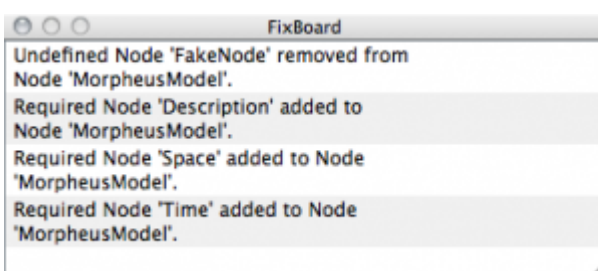 FixBoard
Undefined Node 'FakeNode' removed from
Node 'MorpheusModel'.
Required Node 'Description' added to
Node 'MorpheusModel'.
Required Node 'Space' added to Node
'MorpheusModel'.
Required Node 'Time' added to Node
'MorpheusModel'.